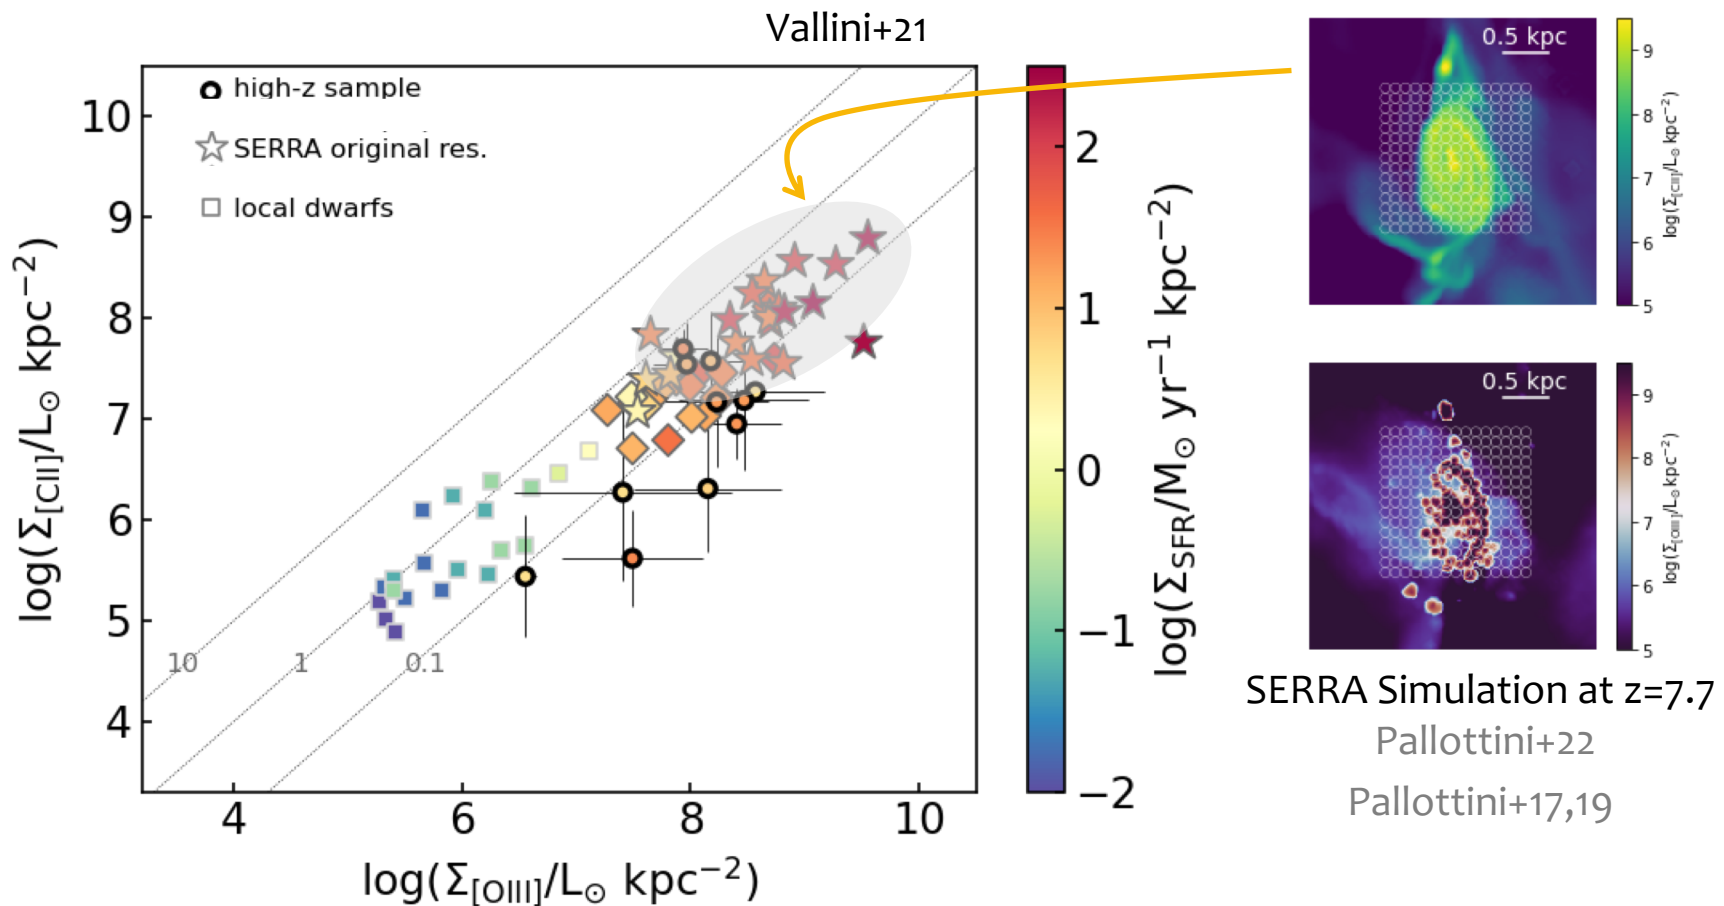 Vallini+21
high-z sample
SERRA original res.
local dwarfs
10
9
8
7
6
5
4
10
1
0.1
4
6
8
10
log(Σ[CII]/L⊙ kpc−2)
log(Σ[OIII]/L⊙ kpc−2)
2
1
0
−1
−2
log(ΣSFR/M⊙ yr−1 kpc−2)
0.5 kpc
9
8
7
6
5
log(Σ[CII]/L⊙ kpc−2)
0.5 kpc
9
8
7
6
5
log(Σ[OIII]/L⊙ kpc−2)
SERRA Simulation at z=7.7
Pallottini+22
Pallottini+17,19